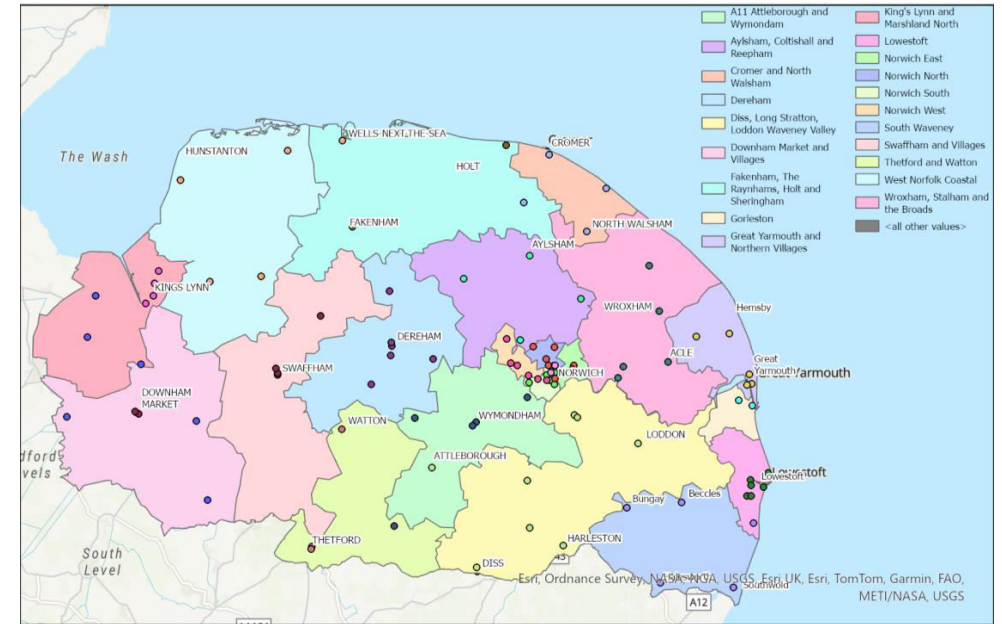 A11 Attleborough and
Wymondam
Aylsham, Coltishall and
Reepham
Cromer and North
Walsham
Dereham
Diss, Long Stratton,
Loddon Waveney Valley
Downham Market and
Villages
Fakenham, The
Raynhams, Holt and
Sheringham
Gorleston
Great Yarmouth and
Northern Villages
King's Lynn and
Marshland North
Lowestoft
Norwich East
Norwich North
Norwich South
Norwich West
South Waveney
Swaffham and Villages
Thetford and Watton
West Norfolk Coastal
Wroxham, Stalham and
the Broads
<all other values>
The Wash
HUNSTANTON
WELLS-NEXT-THE-SEA
CROMER
HOLT
FAKENHAM
NORTH WALSHAM
AYLSHAM
KINGS LYNN
WROXHAM
Hemsby
DEREHAM
ACLE
SWAFFHAM
NORWICH
Great
Yarmouth
Great Yarmouth
DOWNHAM
MARKET
WATTON
WYMONDHAM
LODDON
ATTLEBOROUGH
Lowestoft
Lowestoft
Bungay
Beccles
South
Level
THETFORD
HARLESTON
DISS
Southwold
A12
Esri, Ordnance Survey, NASA, NGA, USGS, Esri UK, Esri, TomTom, Garmin, FAO,
METI/NASA, USGS